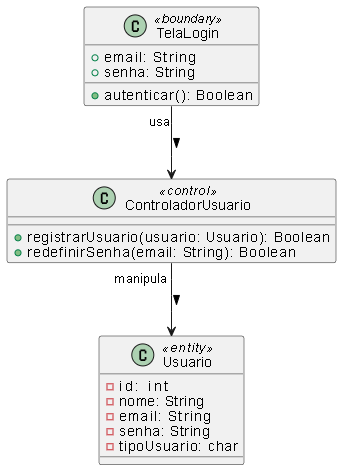 C «boundary»
TelaLogin
email: String
senha: String
autenticar(): Boolean
usa
C «control»
ControladorUsuario
registrarUsuario(usuario: Usuario): Boolean
redefinirSenha(email: String): Boolean
manipula
C «entity»
Usuario
id: int
nome: String
email: String
senha: String
tipoUsuario: char